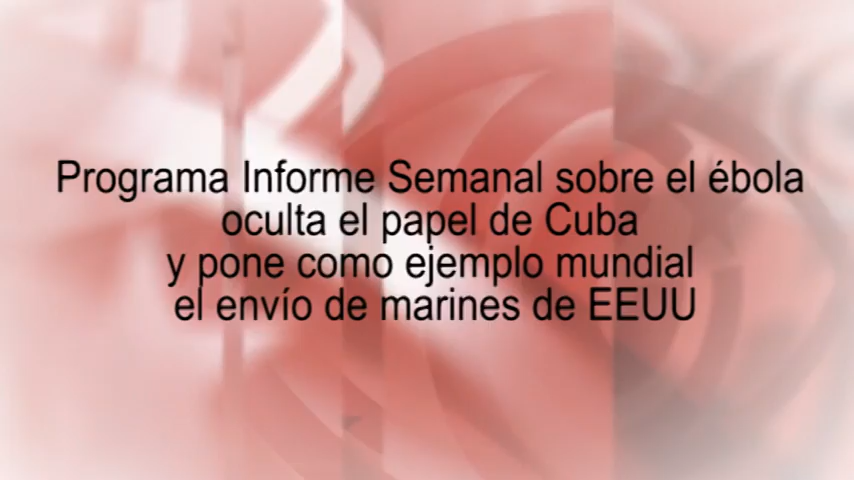 Programa Informe Semanal sobre el ébola
oculta el papel de Cuba
y pone como ejemplo mundial
el envío de marines de EEUU